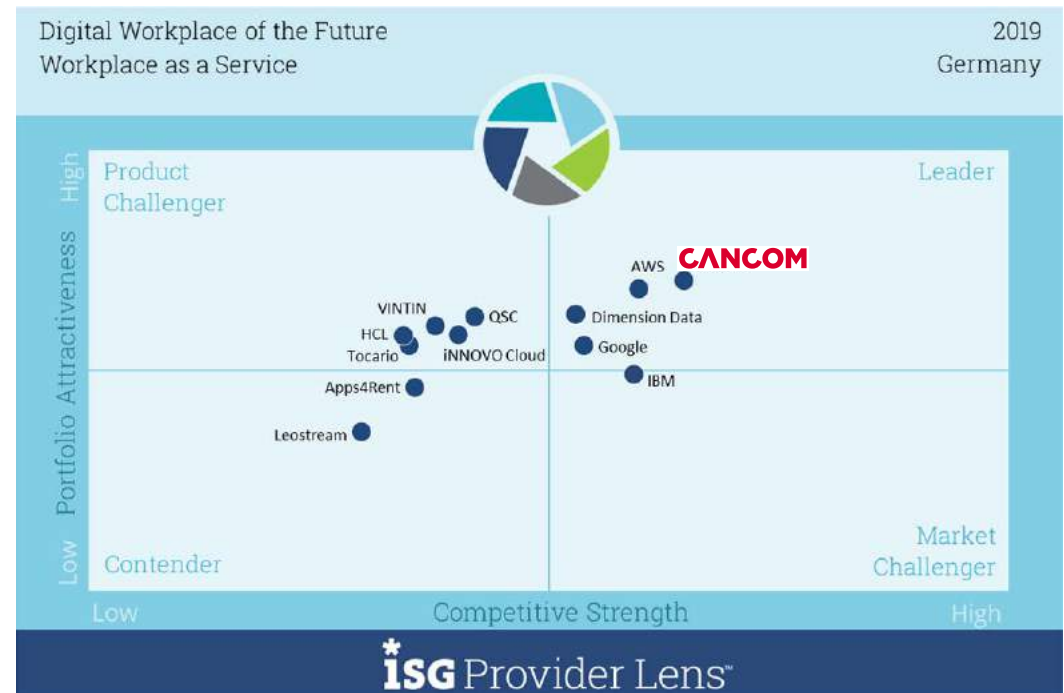 Digital Workplace of the Future
Workplace as a Service
2019
Germany
High
Product
Challenger
Leader
Portfolio Attractiveness
AWS
CANCOM
VINTIN
QSC
Dimension Data
HCL
Tocario
iNNOVO Cloud
Google
IBM
Apps4Rent
Leostream
Low
Contender
Market
Challenger
Low
Competitive Strength
High
iSG Provider Lens™